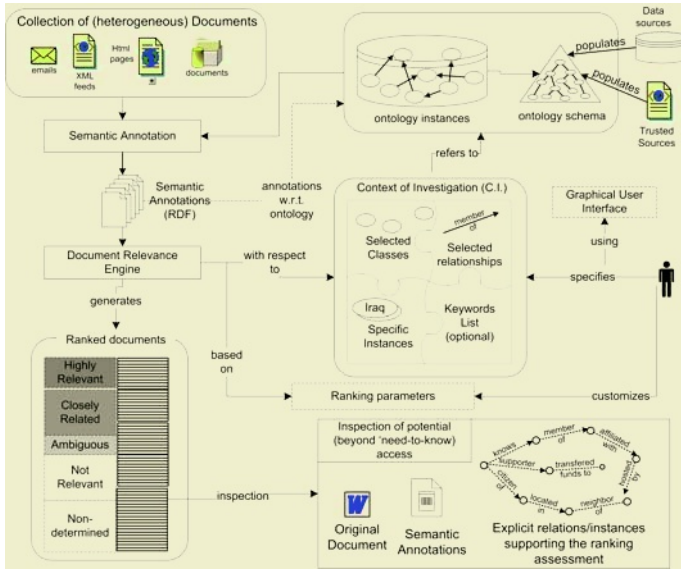 Collection of (heterogeneous) Documents
emails
XML
feeds
Html
pages
documents
Semantic Annotation
Semantic
Annotations
(RDF)
annotations
w.r.t.
ontology
Document Relevance
Engine
generates
with respect
to
based
on
ontology instances
ontology schema
populates
populates
Data
sources
Trusted
Sources
refers to
Context of Investigation (C.I.)
Selected
Classes
member
of
Selected
relationships
Iraq
Specific
Instances
Keywords
List
(optional)
Graphical User
Interface
using
specifies
customizes
Ranking parameters
Ranked documents
Highly
Relevant
Closely
Related
Ambiguous
Not
Relevant
Non-
determined
inspection
Inspection of potential
(beyond 'need-to-know)
access
W
Original
Document
Semantic
Annotations
knows
member
of
affiliated
with
hosted
by
supporter
transfered
funds to
citizen
of
located
in
neighbor
of
Explicit relations/instances
supporting the ranking
assessment